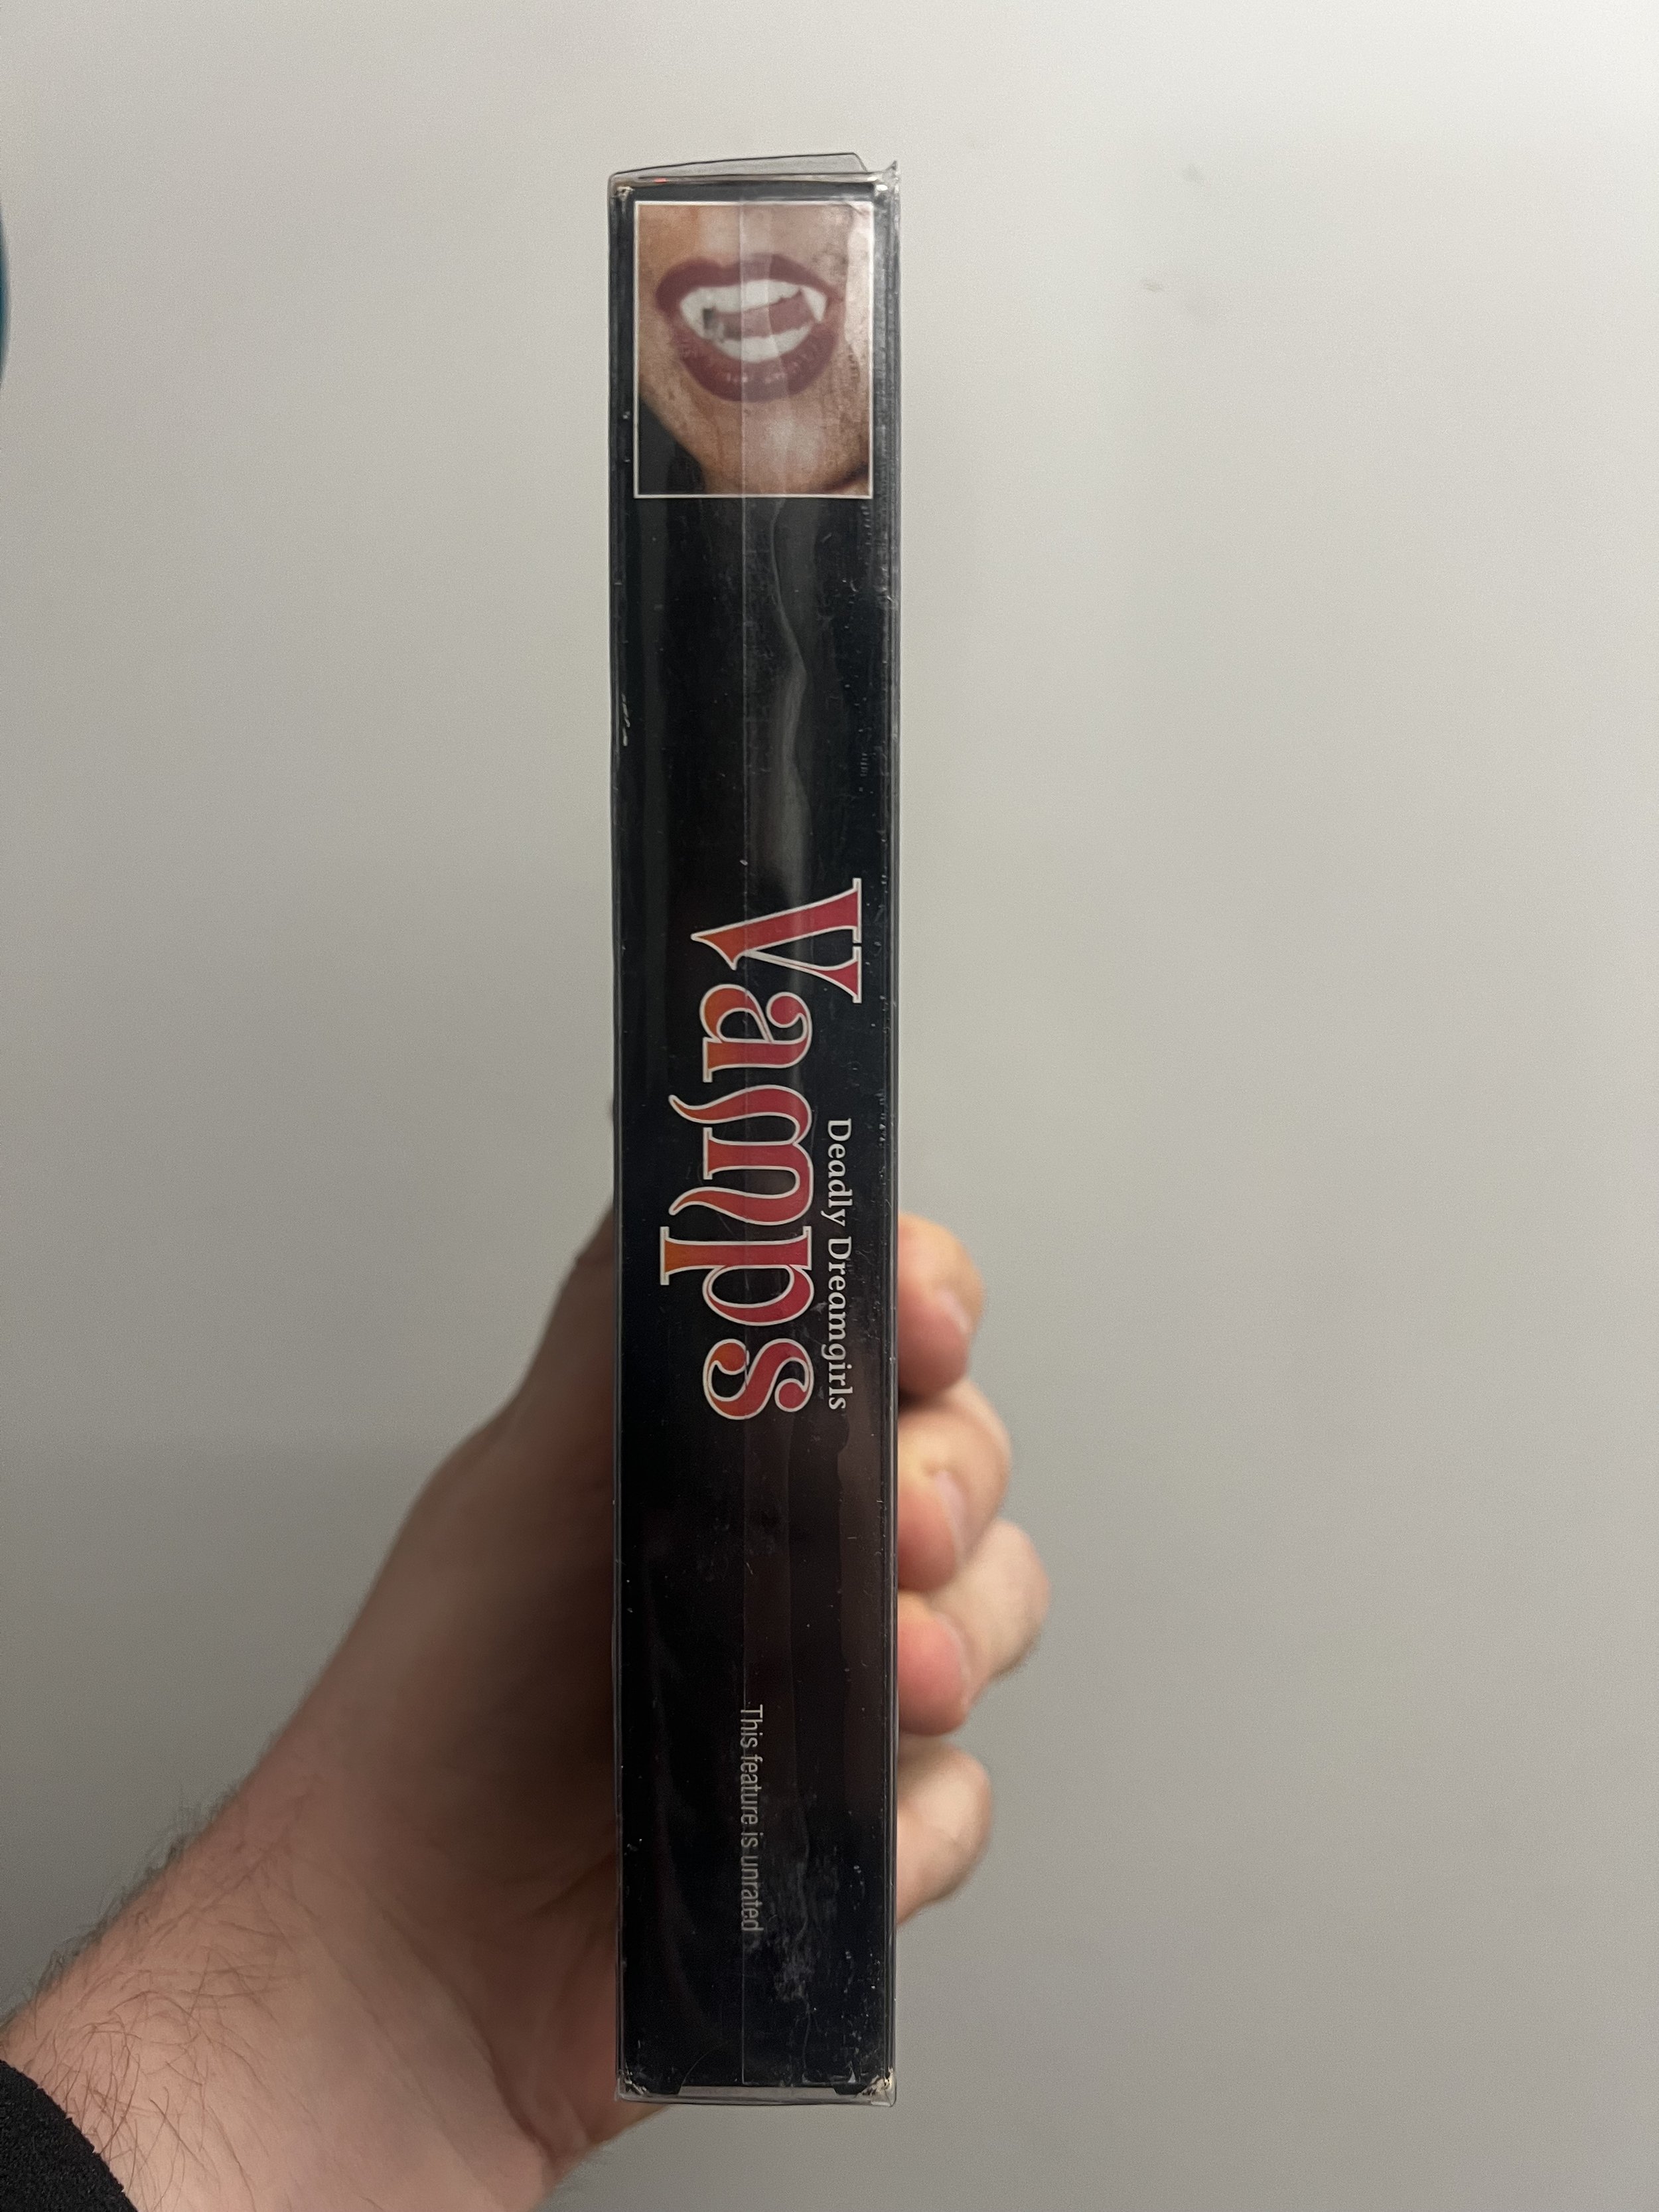 Deadly Dreamgirls
Vamps
This feature is unrated